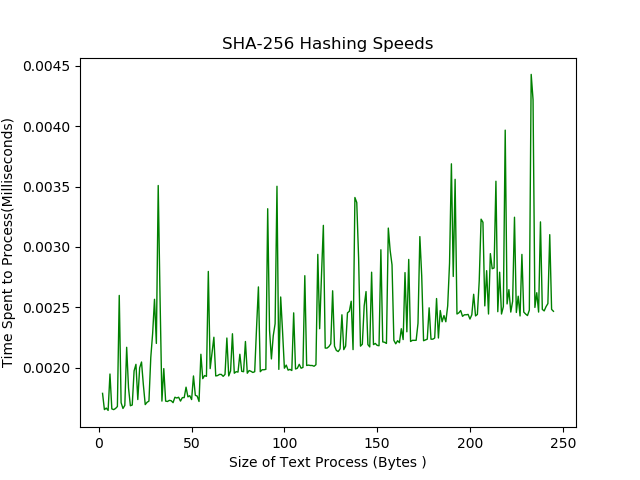 SHA-256 Hashing Speeds
0.0045
0.0040
0.0035
0.0030
0.0025
0.0020
Time Spent to Process(Milliseconds)
0 50 100 150 200 250
Size of Text Process (Bytes )